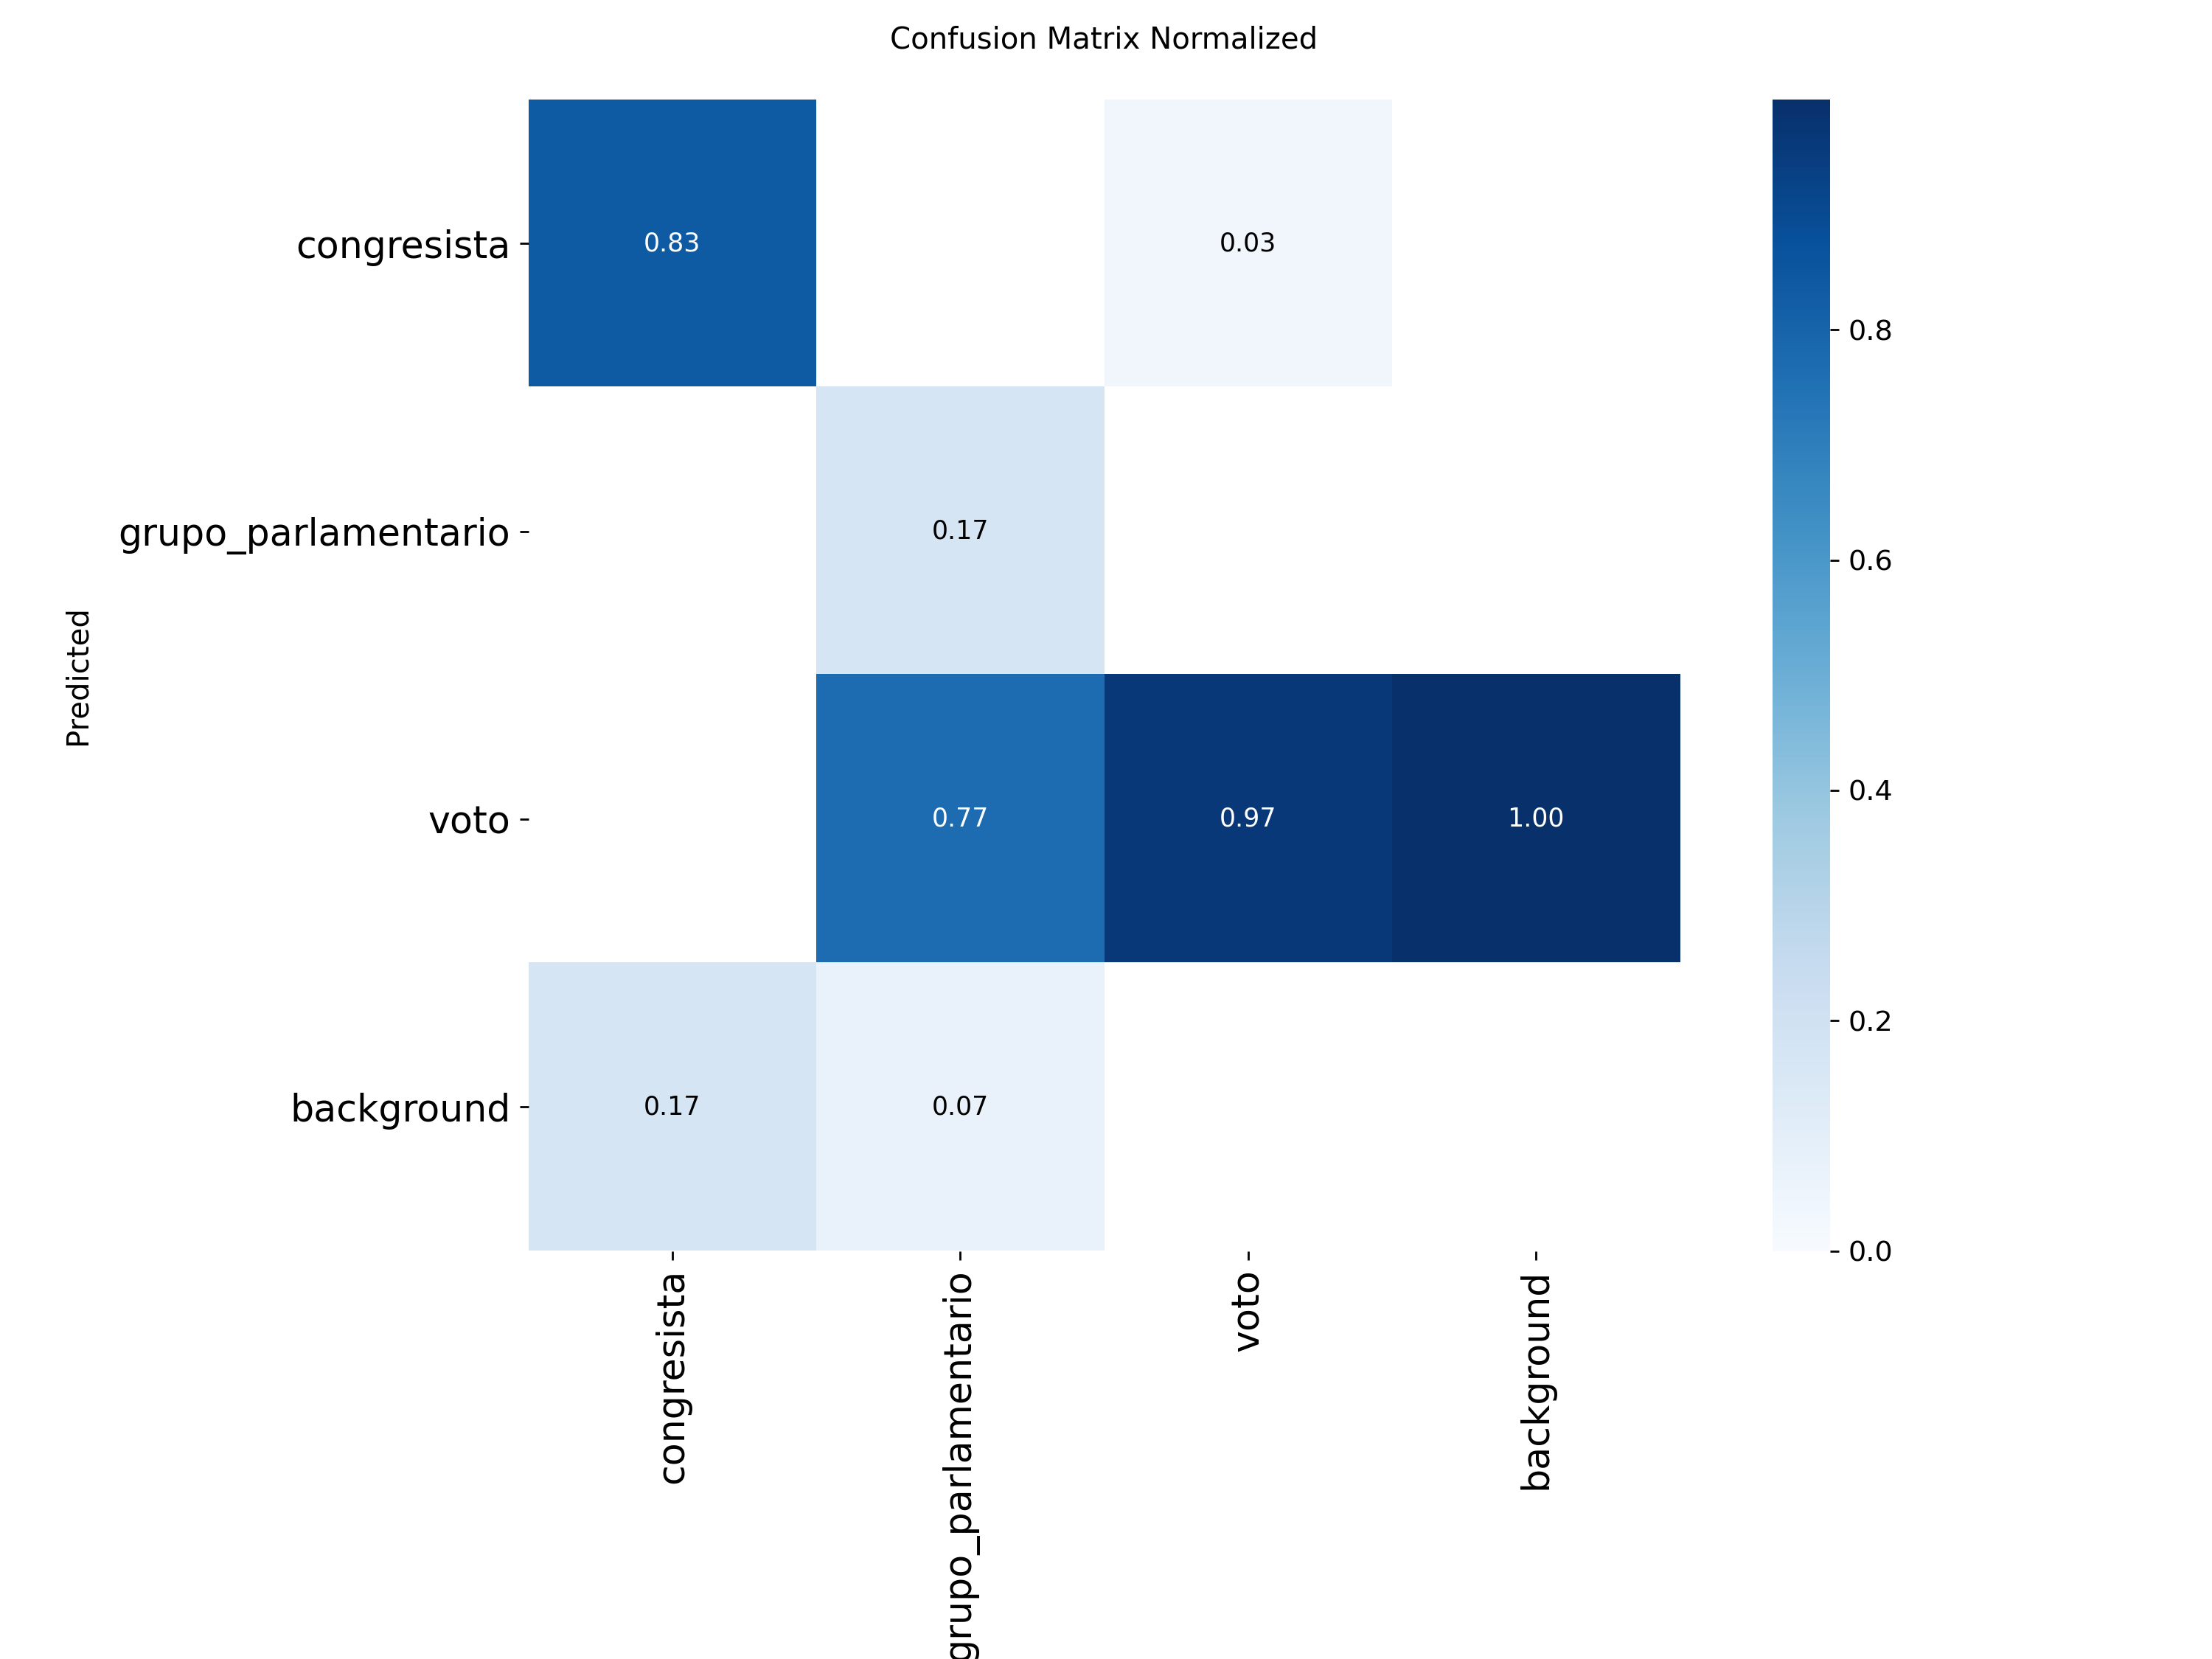 Confusion Matrix Normalized
Predicted
congresista
0.83
0.03
grupo_parlamentario
0.17
voto
0.77
0.97
1.00
background
0.17
0.07
congresista
grupo_parlamentario
voto
background
0.8
0.6
0.4
0.2
0.0